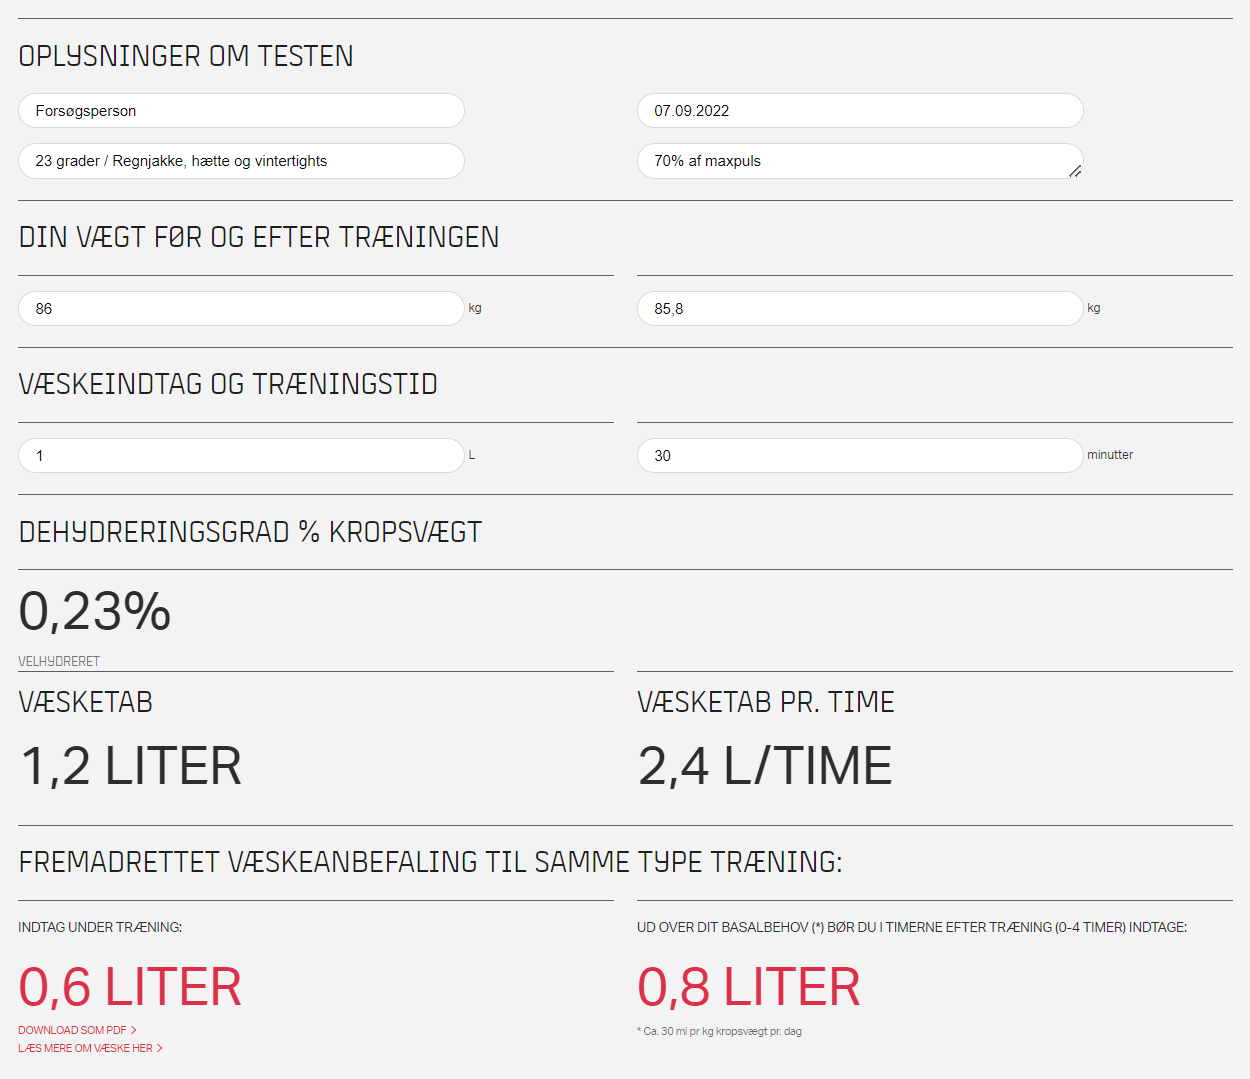 OPLYSNINGER OM TESTEN
Forsøgsperson
07.09.2022
23 grader / Regnjakke, hætte og vintertights
70% af maxpuls
DIN VÆGT FØR OG EFTER TRÆNINGEN
86 kg
85,8 kg
VÆSKEINDTAG OG TRÆNINGSTID
1 L
30 minutter
DEHYDRERINGSGRAD % KROPSVÆGT
0,23%
VELHYDRERET
VÆSKETAB
1,2 LITER
VÆSKETAB PR. TIME
2,4 L/TIME
FREMADRETTET VÆSKEANBEFALING TIL SAMME TYPE TRÆNING:
INDTAG UNDER TRÆNING:
0,6 LITER
DOWNLOAD SOM PDF >
LÆS MERE OM VÆSKE HER >
UD OVER DIT BASALBEHOV (*) BØR DU I TIMERNE EFTER TRÆNING (0-4 TIMER) INDTAGE:
0,8 LITER
* Ca. 30 ml pr kg kropsvægt pr. dag